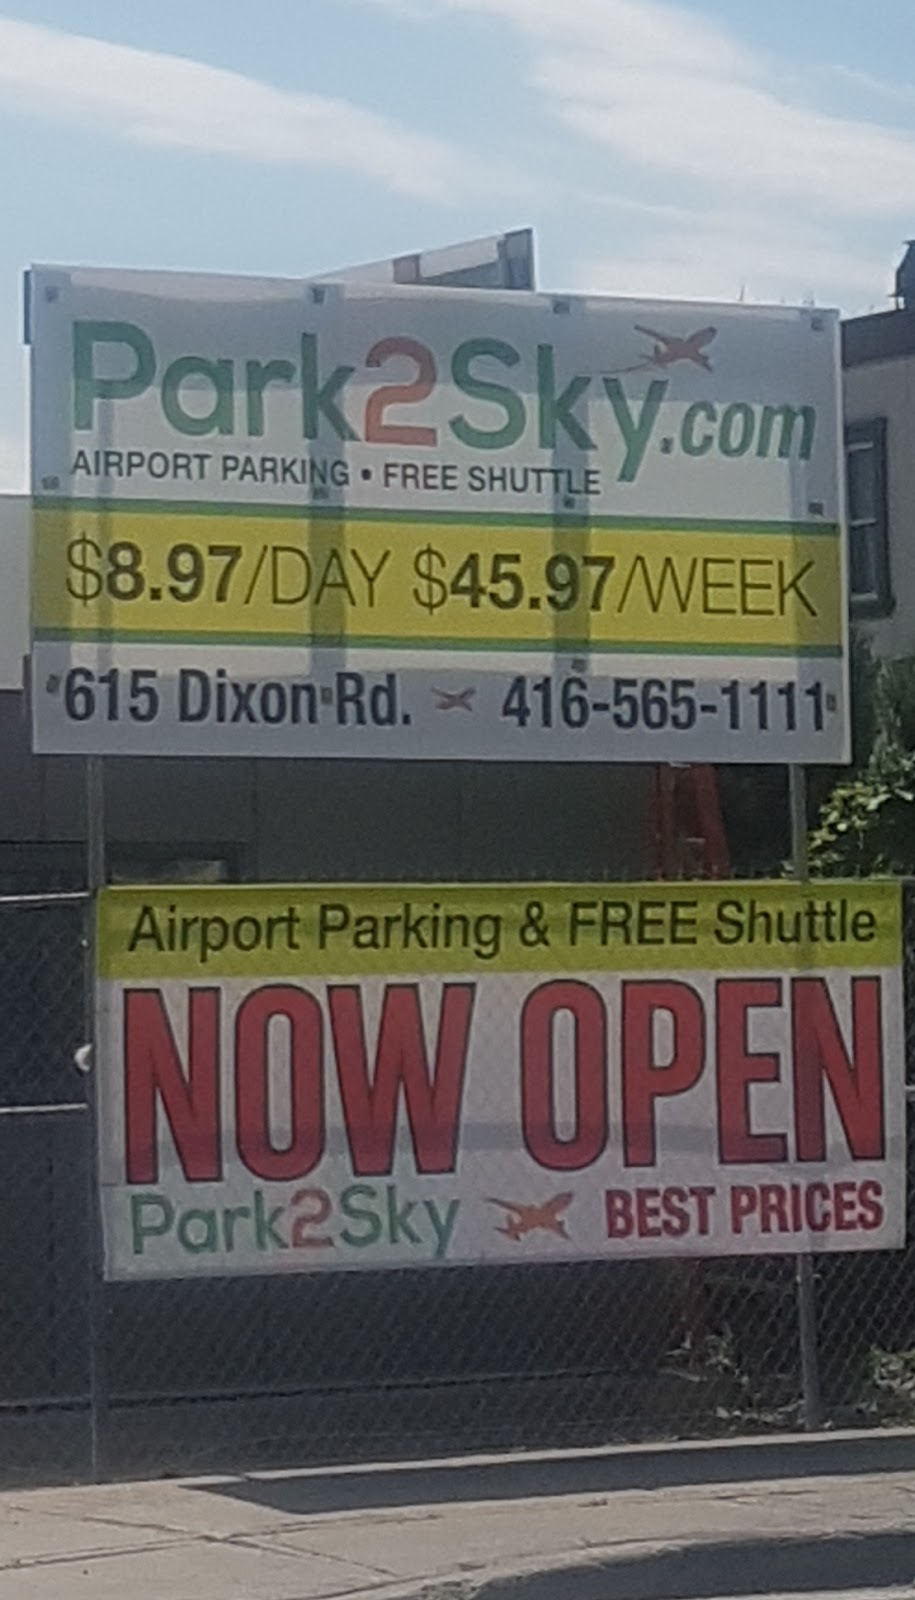 Park2Sky.com
AIRPORT PARKING • FREE SHUTTLE
$8.97/DAY $45.97/WEEK
615 Dixon Rd. 416-565-1111
Airport Parking & FREE Shuttle
NOW OPEN
Park2Sky BEST PRICES